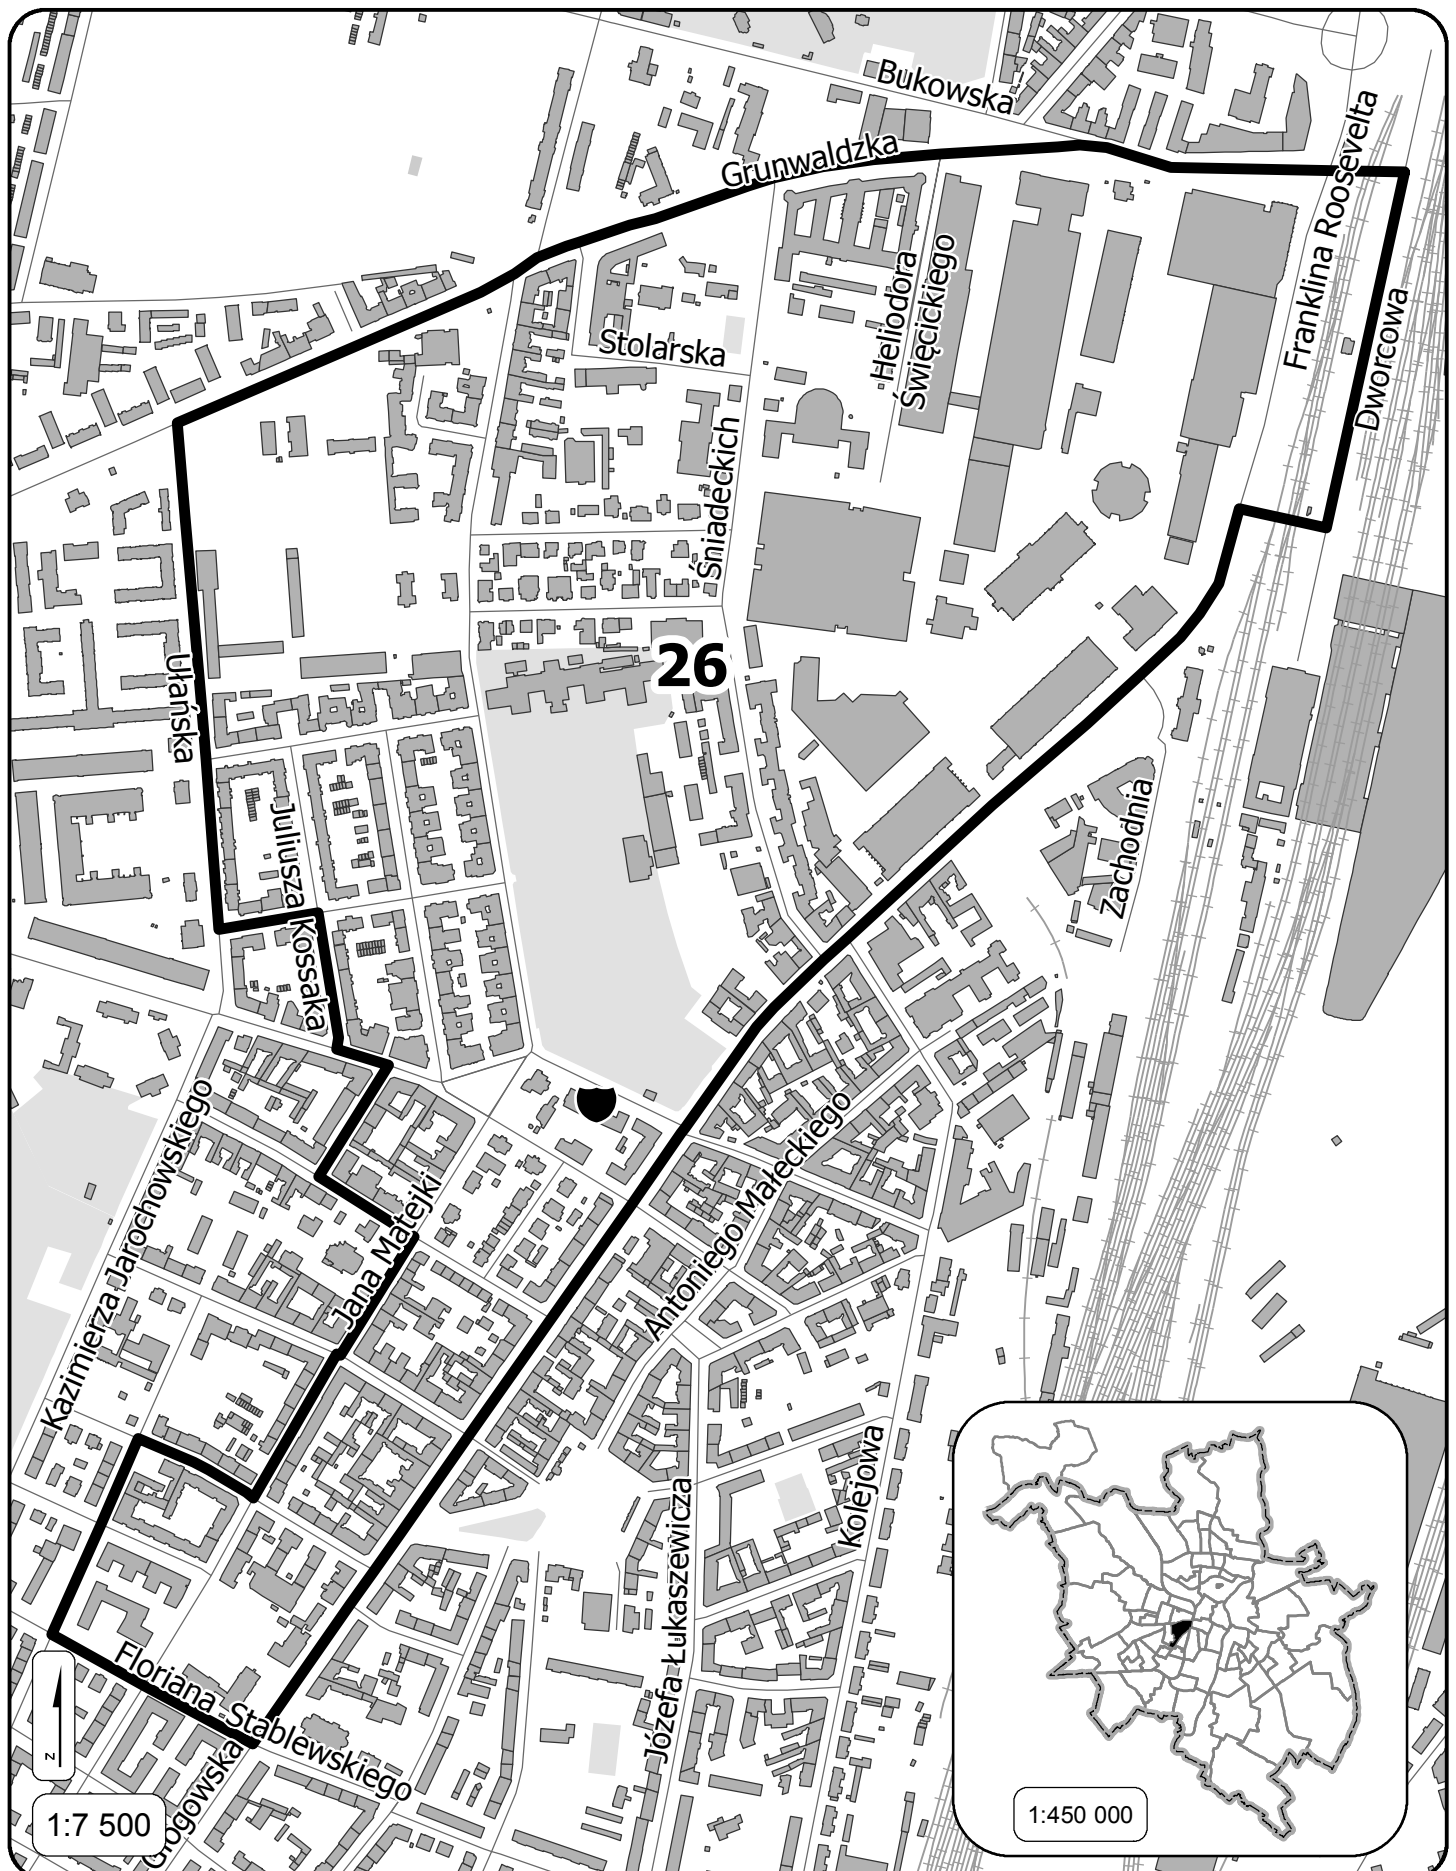 Bukowska
Grunwaldzka
Franklina Roosevelta
Heliodora
Święcickiego
Dworcowa
Stolarska
Śniadeckich
26
Ułańska
Juliusza Kossaka
Zachodnia
Kazimierza Jarochowskiego
Antoniego Małeckiego
Jana Matejki
Kolejowa
Józefa Łukaszewicza
Floriana Stablewskiego
Głogowska
N
1:7 500
1:450 000